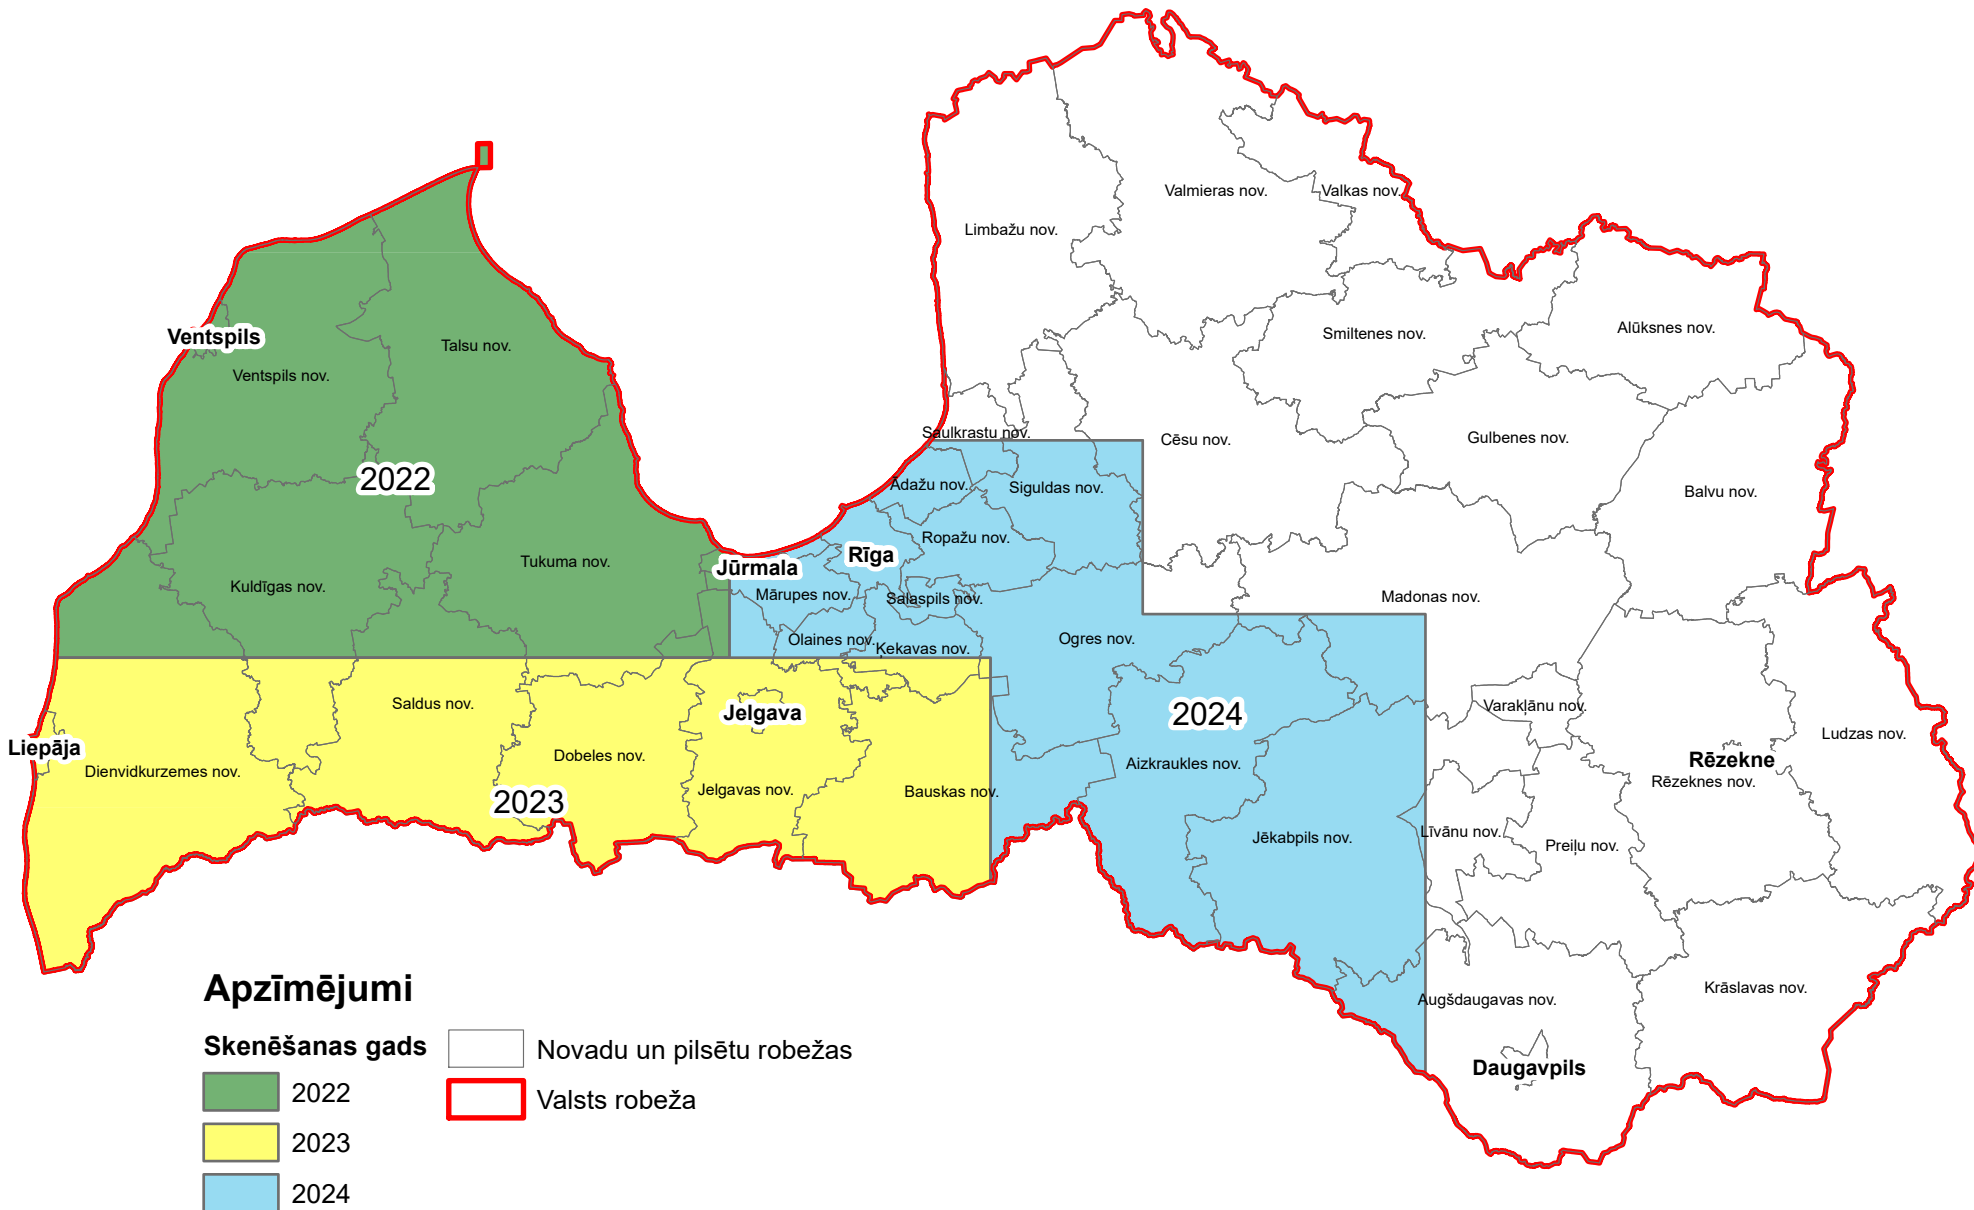 Valmieras nov.
Valkas nov.
Limbažu nov.
Ventspils
Talsu nov.
Ventspils nov.
Smiltenes nov.
Alūksnes nov.
Saulkrastu nov.
Cēsu nov.
Gulbenes nov.
2022
Ādažu nov.
Siguldas nov.
Balvu nov.
Ropažu nov.
Rīga
Tukuma nov.
Jūrmala
Kuldīgas nov.
Mārupes nov.
Salaspils nov.
Madonas nov.
Olaines nov.
Ķekavas nov.
Ogres nov.
Saldus nov.
Jelgava
2024
Varakļānu nov.
Liepāja
Dienvidkurzemes nov.
Dobeles nov.
Aizkraukles nov.
Rēzekne
Ludzas nov.
Rēzeknes nov.
2023
Jelgavas nov.
Bauskas nov.
Jēkabpils nov.
Līvānu nov.
Preiļu nov.
Krāslavas nov.
Augšdaugavas nov.
Daugavpils
Apzīmējumi
Skenēšanas gads
2022
2023
2024
Novadu un pilsētu robežas
Valsts robeža